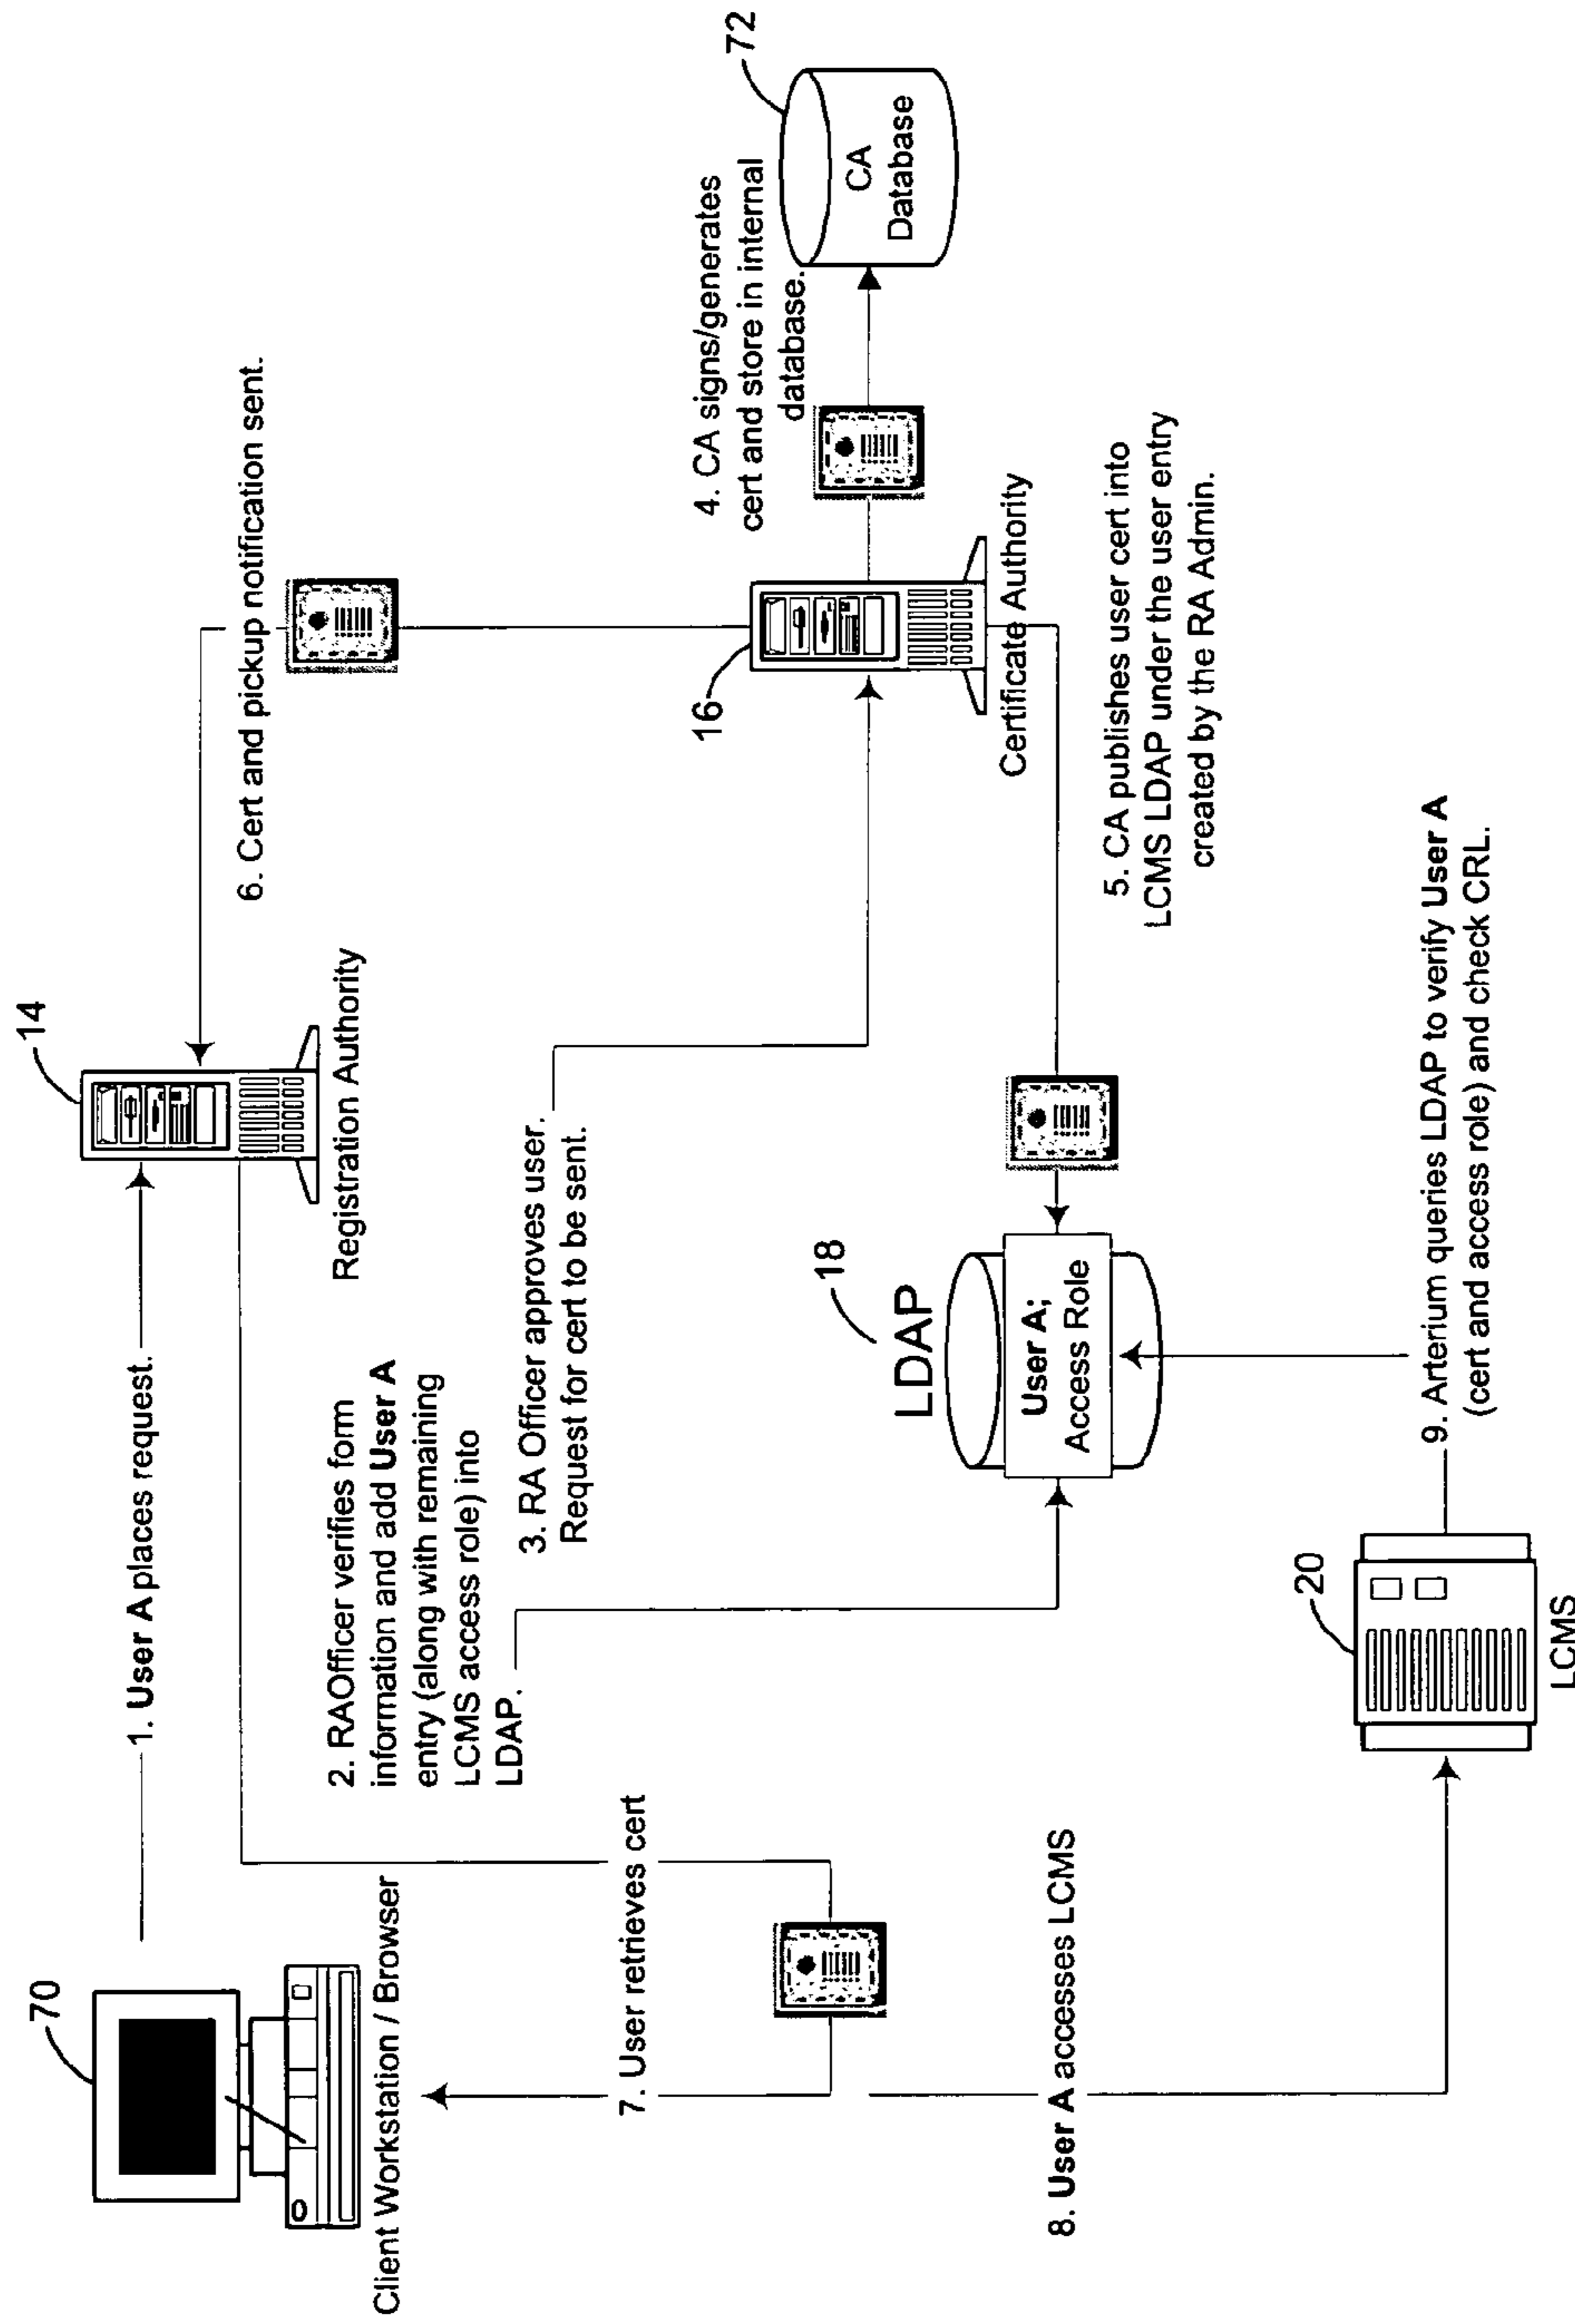 70
Client Workstation / Browser
1. User A places request.
14
Registration Authority
6. Cert and pickup notification sent.
2. RAOfficer verifies form
information and add User A
entry (along with remaining
LCMS access role) into
LDAP.
3. RA Officer approves user.
Request for cert to be sent.
16
Certificate Authority
4. CA signs/generates
cert and store in internal
database.
72
CA
Database
7. User retrieves cert
18
LDAP
User A;
Access Role
5. CA publishes user cert into
LCMS LDAP under the user entry
created by the RA Admin.
8. User A accesses LCMS
20
LCMS
9. Arterium queries LDAP to verify User A
(cert and access role) and check CRL.